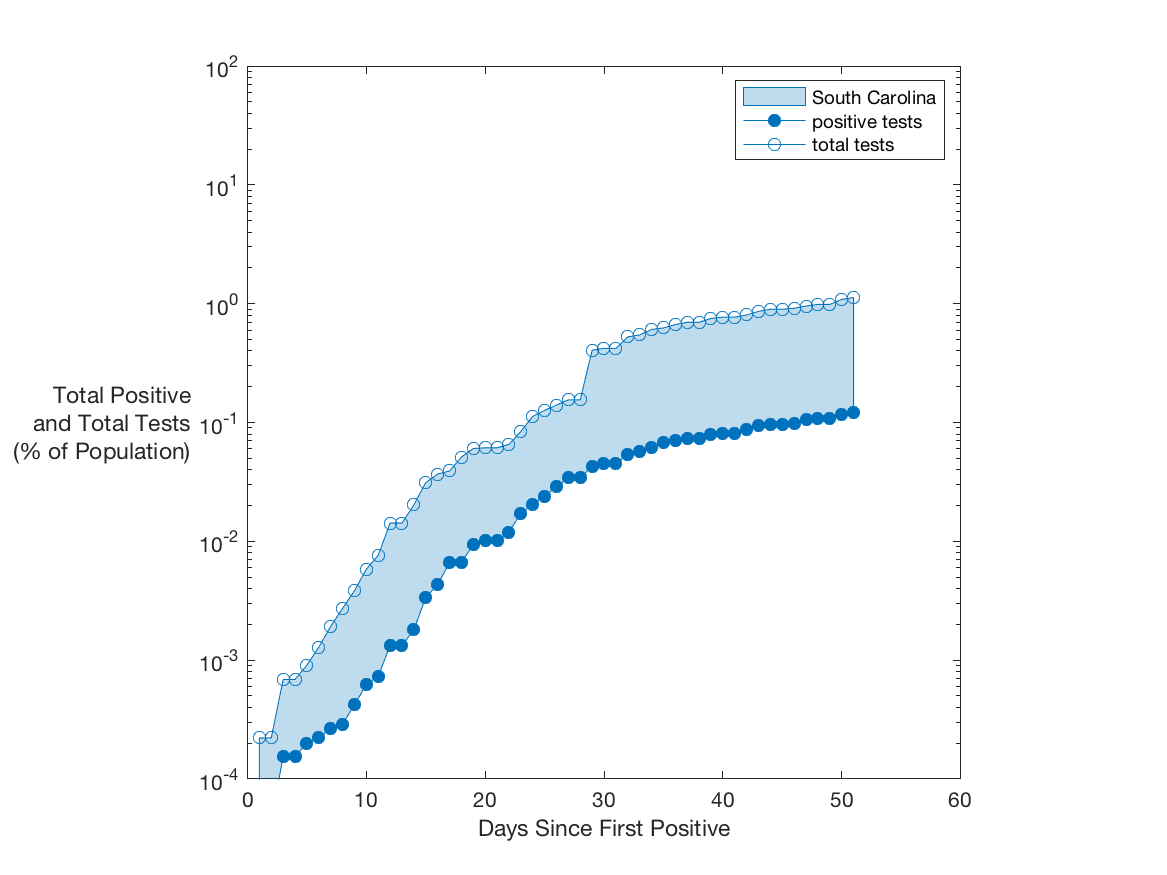 10^2
10^1
10^0
10^-1
10^-2
10^-3
10^-4
Total Positive
and Total Tests
(% of Population)
South Carolina
positive tests
total tests
0 10 20 30 40 50 60
Days Since First Positive